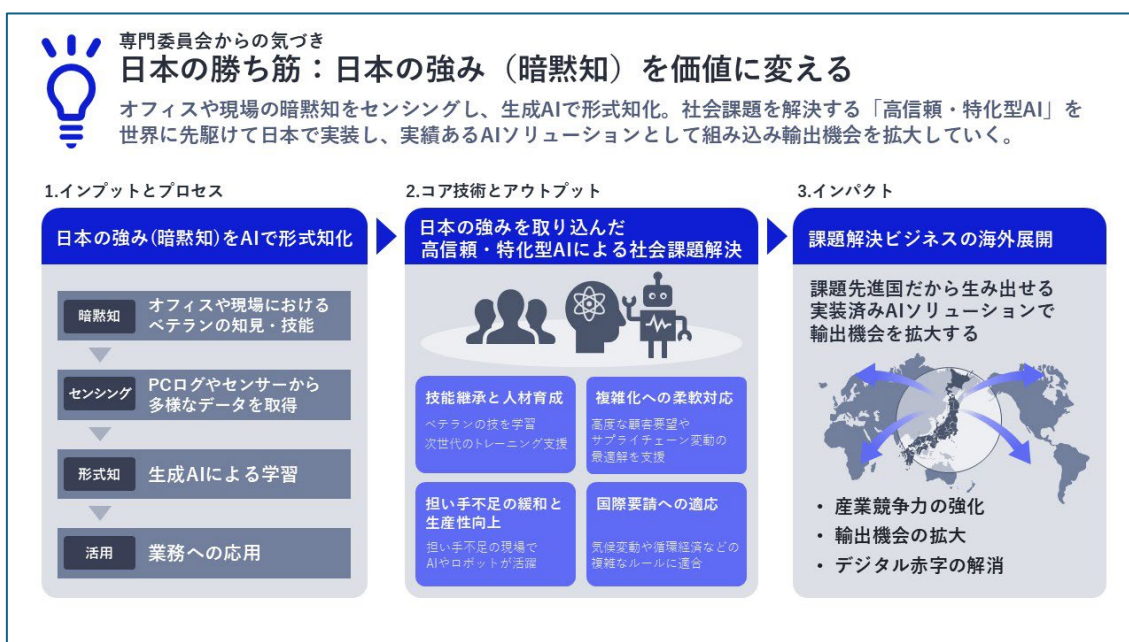 専門委員会からの気づき
日本の勝ち筋：日本の強み（暗黙知）を価値に変える
オフィスや現場の暗黙知をセンシングし、生成AIで形式知化。社会課題を解決する「高信頼・特化型AI」を
世界に先駆けて日本で実装し、実績あるAIソリューションとして組み込み輸出機会を拡大していく。
1.インプットとプロセス
日本の強み(暗黙知)をAIで形式知化
暗黙知
オフィスや現場における
ベテランの知見・技能
センシング
PCログやセンサーから
多様なデータを取得
形式知
生成AIによる学習
活用
業務への応用
2.コア技術とアウトプット
日本の強みを取り込んだ
高信頼・特化型AIによる社会課題解決
技能継承と人材育成
ベテランの技を学習
次世代のトレーニング支援
複雑化への柔軟対応
高度な顧客要望や
サプライチェーン変動の
最適解を支援
担い手不足の緩和と
生産性向上
担い手不足の現場で
AIやロボットが活躍
国際要請への適応
気候変動や循環経済などの
複雑なルールに適合
3.インパクト
課題解決ビジネスの海外展開
課題先進国だから生み出せる
実装済みAIソリューションで
輸出機会を拡大する
・ 産業競争力の強化
・ 輸出機会の拡大
・ デジタル赤字の解消